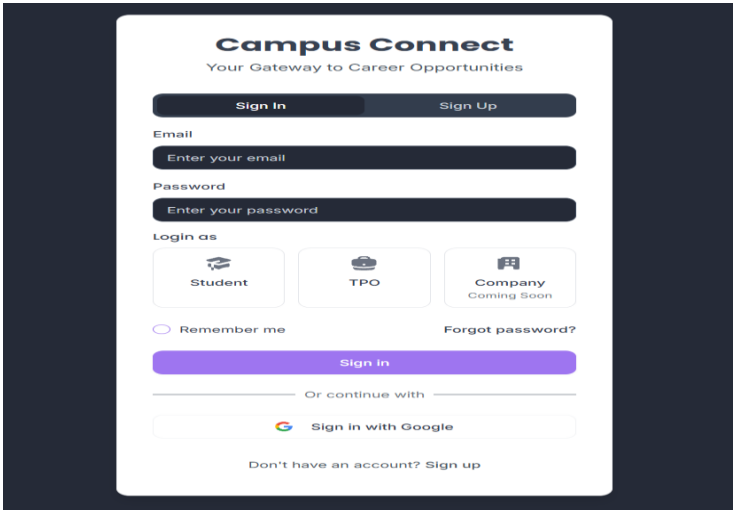 Campus Connect
Your Gateway to Career Opportunities
Sign In Sign Up
Email
Enter your email
Password
Enter your password
Login as
Student TPO Company
Coming Soon
Remember me Forgot password?
Sign in
Or continue with
Sign in with Google
Don't have an account? Sign up